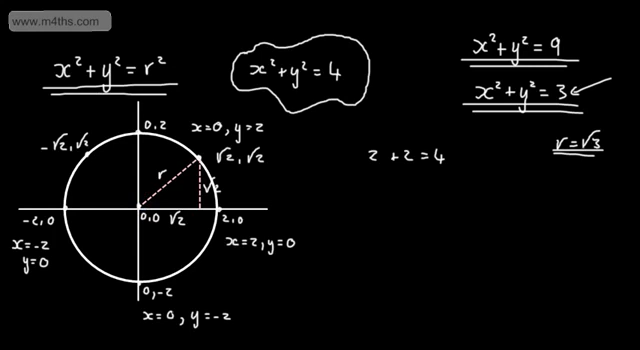 www.m4ths.com
x² + y² = r²
x² + y² = 4
x² + y² = 9
x² + y² = 3
r = √3
0, 2
x=0, y=2
-√2, √2
√2, √2
2 + 2 = 4
r
√2
0,0
√2
-2, 0
2, 0
x=-2
y=0
x=2, y=0
0, -2
x=0, y=-2